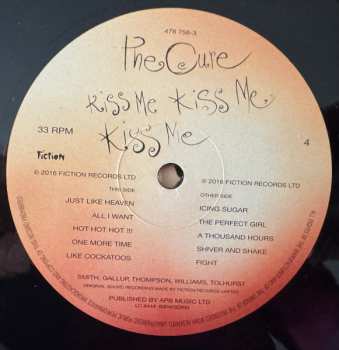 478 756-3
The Cure
Kiss Me Kiss Me
Kiss Me
33 RPM
4
Fiction
℗ 2016 FICTION RECORDS LTD
THIS SIDE
JUST LIKE HEAVEN
ALL I WANT
HOT HOT HOT !!!
ONE MORE TIME
LIKE COCKATOOS
© 2016 FICTION RECORDS LTD
OTHER SIDE
ICING SUGAR
THE PERFECT GIRL
A THOUSAND HOURS
SHIVER AND SHAKE
FIGHT
SMITH, GALLUP, THOMPSON, WILLIAMS, TOLHURST
ORIGINAL SOUND RECORDINGS MADE BY FICTION RECORDS LIMITED
PUBLISHED BY APB MUSIC LTD